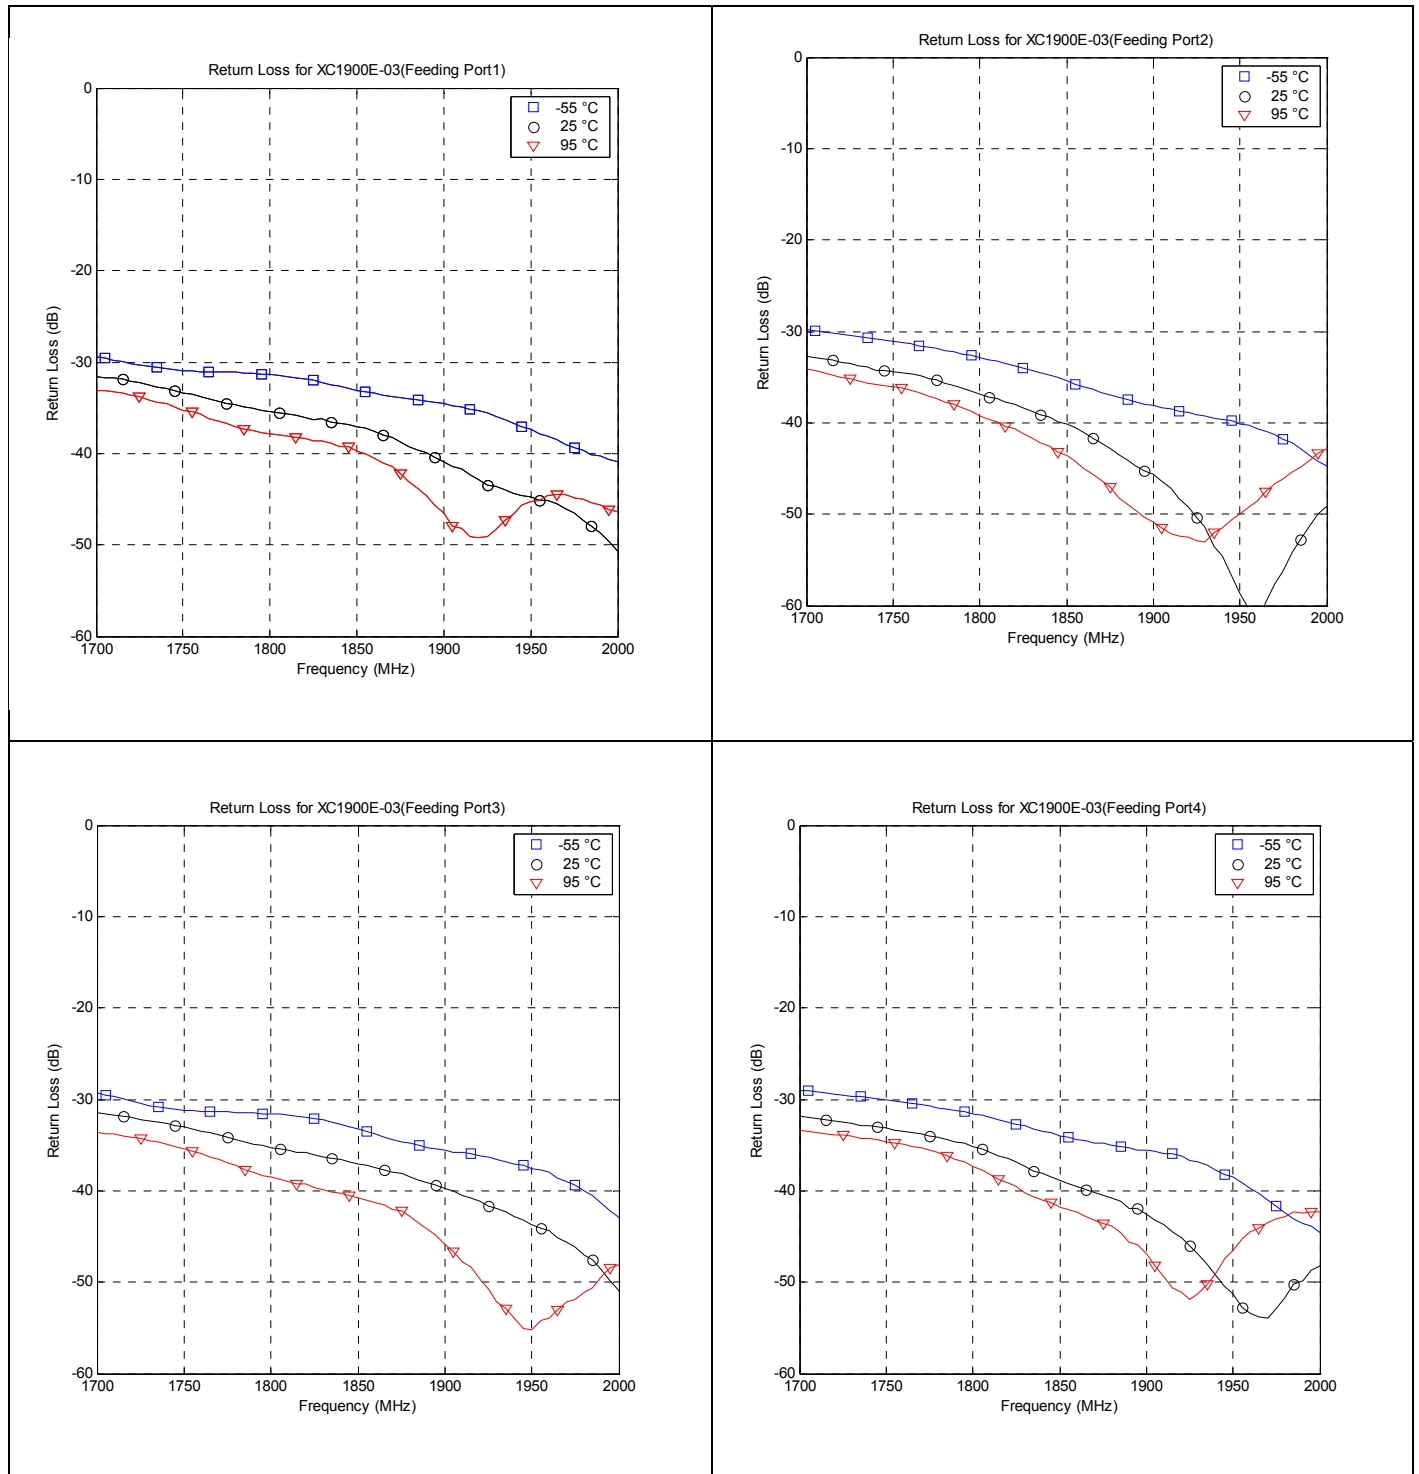 Return Loss for XC1900E-03(Feeding Port1)
0
-10
-20
-30
-40
-50
-60
Return Loss (dB)
-55 °C
25 °C
95 °C
1700 1750 1800 1850 1900 1950 2000
Frequency (MHz)
Return Loss for XC1900E-03(Feeding Port2)
0
-10
-20
-30
-40
-50
-60
Return Loss (dB)
-55 °C
25 °C
95 °C
1700 1750 1800 1850 1900 1950 2000
Frequency (MHz)
Return Loss for XC1900E-03(Feeding Port3)
0
-10
-20
-30
-40
-50
-60
Return Loss (dB)
-55 °C
25 °C
95 °C
1700 1750 1800 1850 1900 1950 2000
Frequency (MHz)
Return Loss for XC1900E-03(Feeding Port4)
0
-10
-20
-30
-40
-50
-60
Return Loss (dB)
-55 °C
25 °C
95 °C
1700 1750 1800 1850 1900 1950 2000
Frequency (MHz)